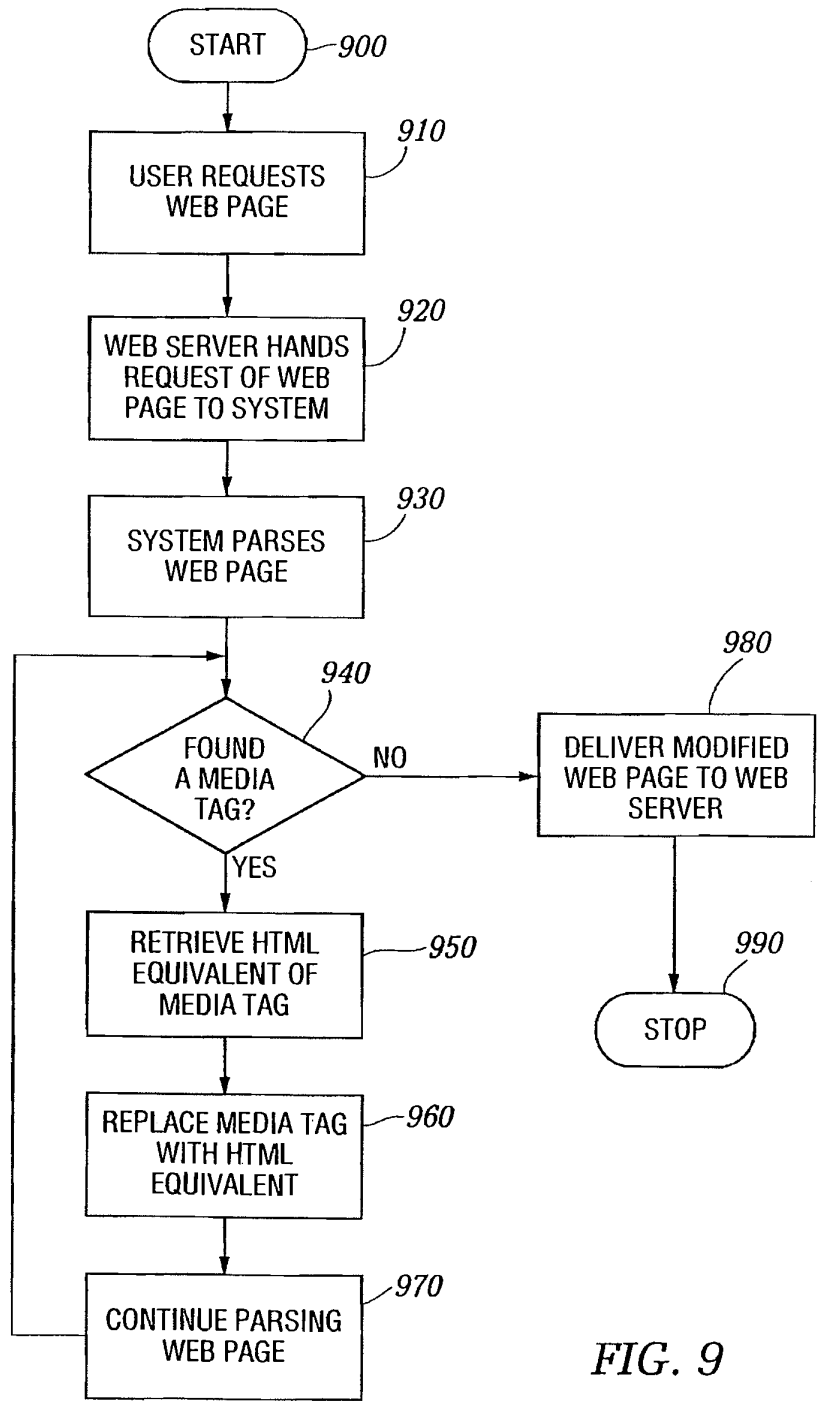 START
900
910
USER REQUESTS
WEB PAGE
920
WEB SERVER HANDS
REQUEST OF WEB
PAGE TO SYSTEM
930
SYSTEM PARSES
WEB PAGE
940
FOUND
A MEDIA
TAG?
NO
YES
980
DELIVER MODIFIED
WEB PAGE TO WEB
SERVER
990
STOP
950
RETRIEVE HTML
EQUIVALENT OF
MEDIA TAG
960
REPLACE MEDIA TAG
WITH HTML
EQUIVALENT
970
CONTINUE PARSING
WEB PAGE
FIG. 9